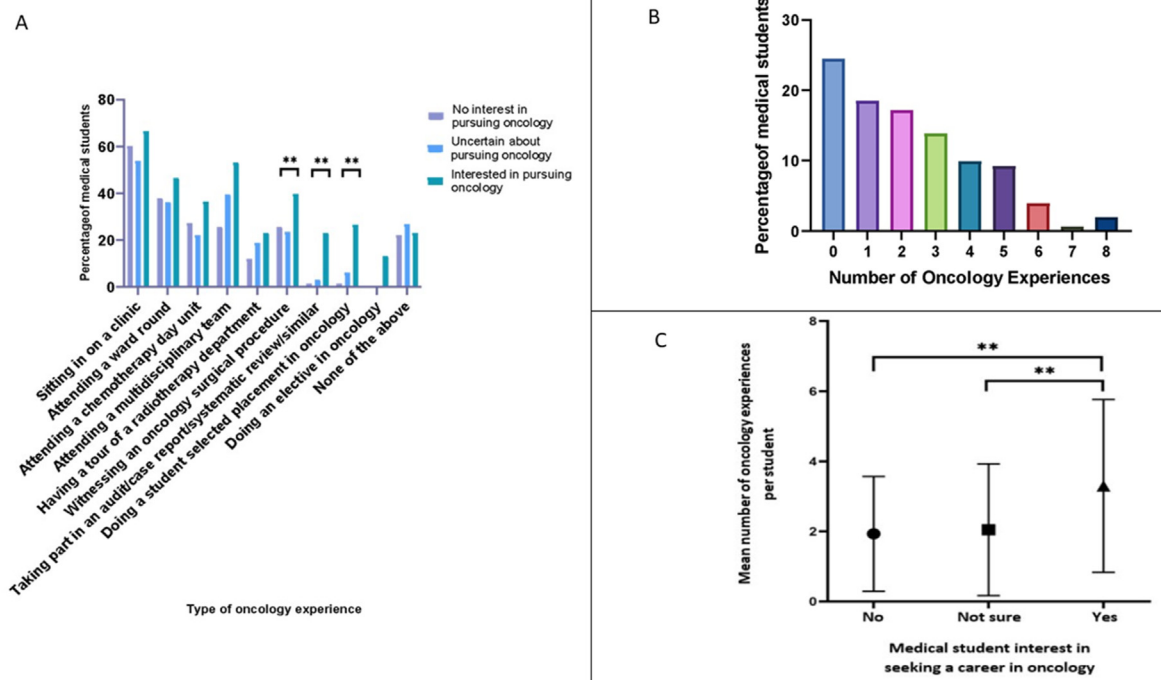 A
Percentageof medical students
80
60
40
20
0
**
**
**
No interest in
pursuing oncology
Uncertain about
pursuing oncology
Interested in pursuing
oncology
Sitting in on a clinic
Attending a ward round
Attending a chemotherapy day unit
Attending a multidisciplinary team
Having a tour of a radiotherapy department
Witnessing an oncology surgical procedure
Taking part in an audit/case report/systematic review/similar
Doing a student selected placement in oncology
Doing an elective in oncology
None of the above
Type of oncology experience
B
Percentageof medical students
30
20
10
0
0 1 2 3 4 5 6 7 8
Number of Oncology Experiences
C
Mean number of oncology experiences
per student
8
6
4
2
0
**
**
No Not sure Yes
Medical student interest in
seeking a career in oncology